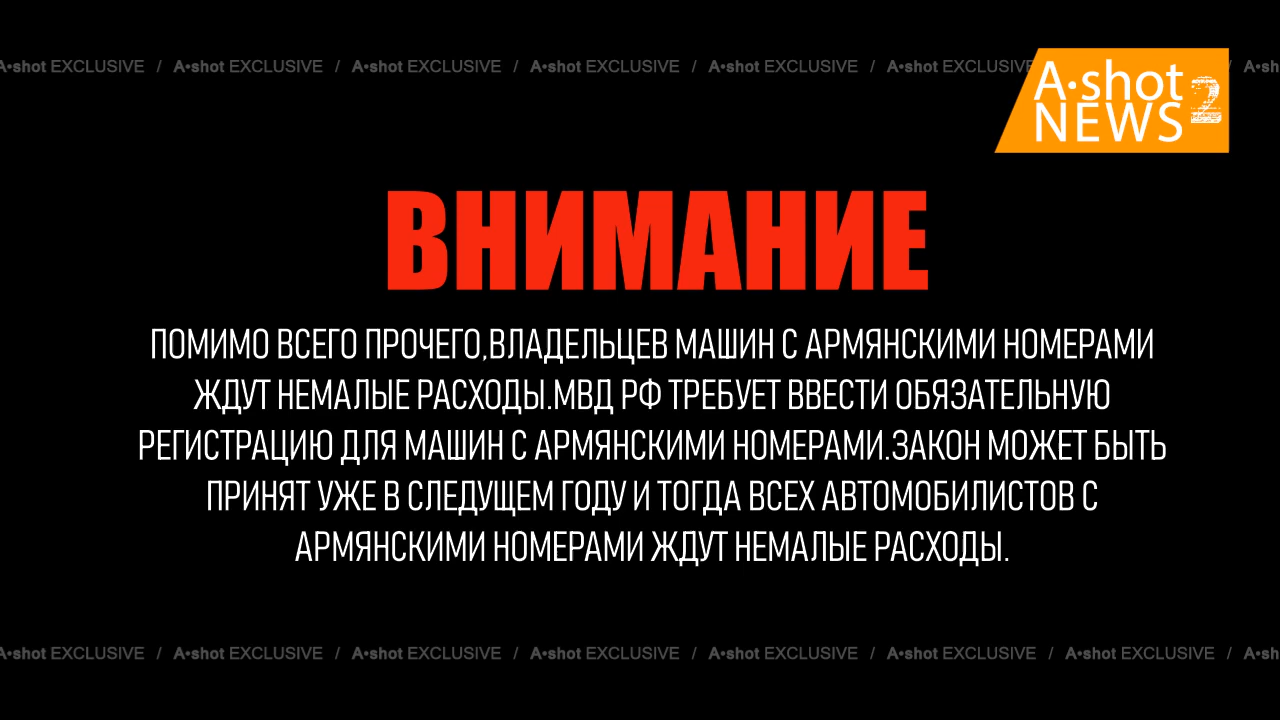 A•shot EXCLUSIVE / A•shot EXCLUSIVE / A•shot EXCLUSIVE / A•shot EXCLUSIVE / A•shot EXCLUSIVE / A•shot EXCLUSIVE A•sh
A•shot
NEWS 2
ВНИМАНИЕ
ПОМИМО ВСЕГО ПРОЧЕГО,ВЛАДЕЛЬЦЕВ МАШИН С АРМЯНСКИМИ НОМЕРАМИ
ЖДУТ НЕМАЛЫЕ РАСХОДЫ.МВД РФ ТРЕБУЕТ ВВЕСТИ ОБЯЗАТЕЛЬНУЮ
РЕГИСТРАЦИЮ ДЛЯ МАШИН С АРМЯНСКИМИ НОМЕРАМИ.ЗАКОН МОЖЕТ БЫТЬ
ПРИНЯТ УЖЕ В СЛЕДУЩЕМ ГОДУ И ТОГДА ВСЕХ АВТОМОБИЛИСТОВ С
АРМЯНСКИМИ НОМЕРАМИ ЖДУТ НЕМАЛЫЕ РАСХОДЫ.
A•shot EXCLUSIVE / A•shot EXCLUSIVE / A•shot EXCLUSIVE / A•shot EXCLUSIVE / A•shot EXCLUSIVE / A•shot EXCLUSIVE / A•shot EXCLUSIVE / A•sh